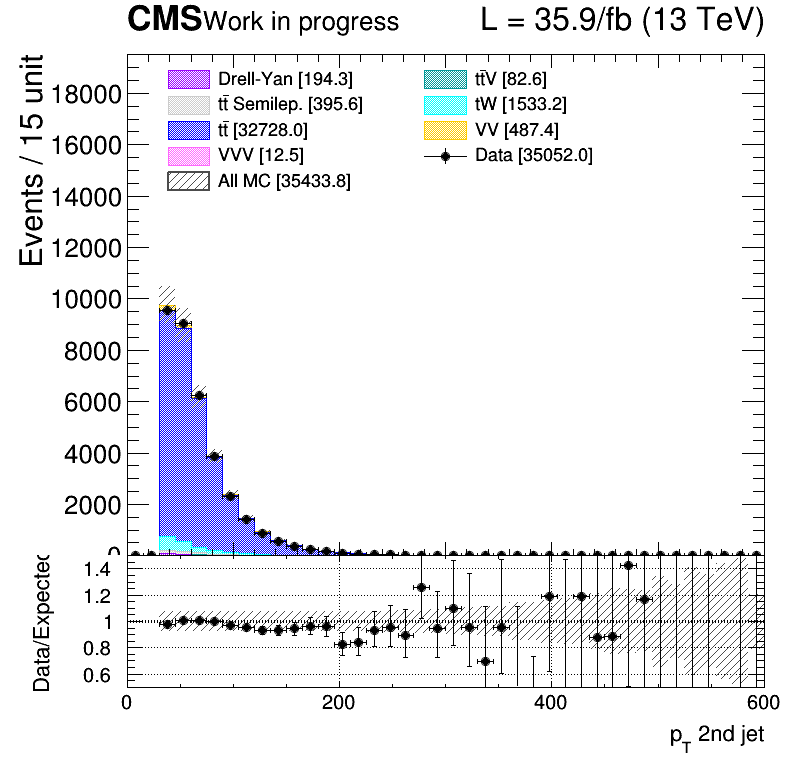 CMS Work in progress L = 35.9/fb (13 TeV)
Events / 15 unit
Drell-Yan [194.3]
tt̄ Semilep. [395.6]
tt̄ [32728.0]
VVV [12.5]
All MC [35433.8]
tt̄V [82.6]
tW [1533.2]
VV [487.4]
Data [35052.0]
18000
16000
14000
12000
10000
8000
6000
4000
2000
0
Data/Expected
1.4
1.2
1
0.8
0.6
0 200 400 600
p_T 2nd jet